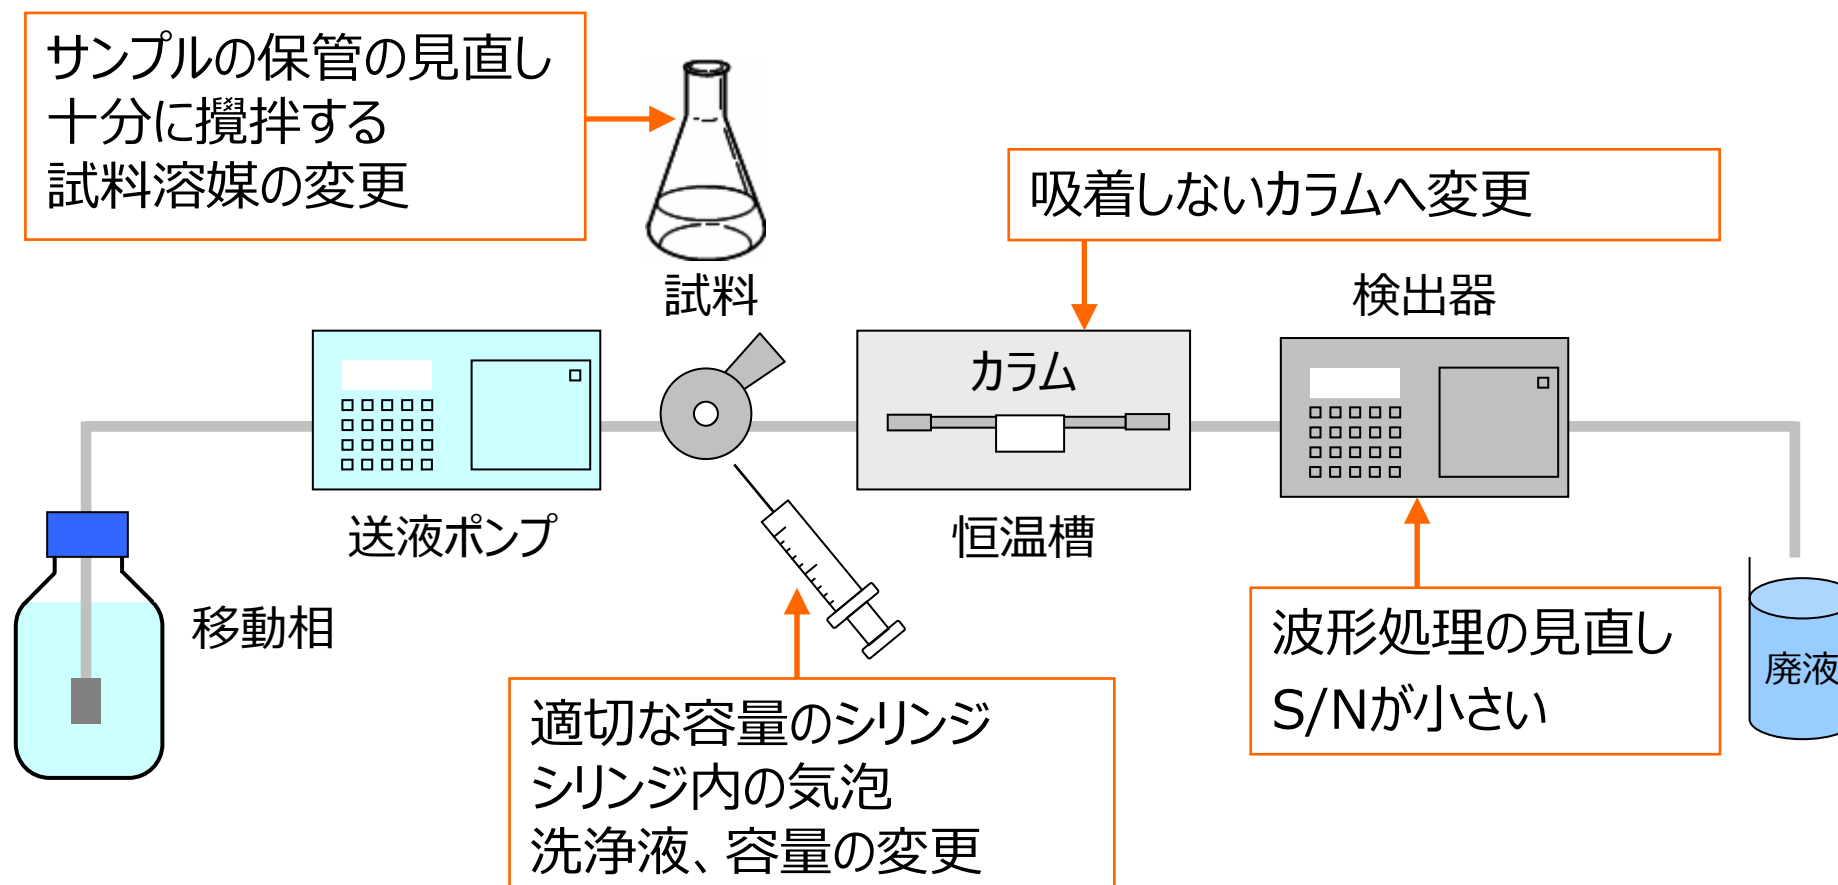 サンプルの保管の見直し
十分に攪拌する
試料溶媒の変更
吸着しないカラムへ変更
試料
検出器
カラム
送液ポンプ
恒温槽
移動相
波形処理の見直し
S/Nが小さい
廃液
適切な容量のシリンジ
シリンジ内の気泡
洗浄液、容量の変更